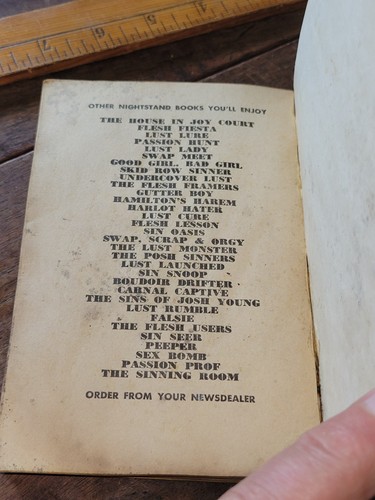 7 6 5
OTHER NIGHTSTAND BOOKS YOU'LL ENJOY
THE HOUSE IN JOY COURT
FLESH FIESTA
LUST LURE
PASSION HUNT
LUST LADY
SWAP MEET
GOOD GIRL, BAD GIRL
SKID ROW SINNER
UNDERCOVER LUST
THE FLESH FRAMERS
GUTTER BOY
HAMILTON'S HAREM
HARLOT HATER
LUST CURE
FLESH LESSON
SIN OASIS
SWAP, SCRAP & ORGY
THE LUST MONSTER
THE POSH SINNERS
LUST LAUNCHED
SIN SNOOP
BOUDOIR DRIFTER
CARNAL CAPTIVE
THE SINS OF JOSH YOUNG
LUST RUMBLE
FALSIE
THE FLESH USERS
SIN SEER
PEEPER
SEX BOMB
PASSION PROF
THE SINNING ROOM
ORDER FROM YOUR NEWSDEALER